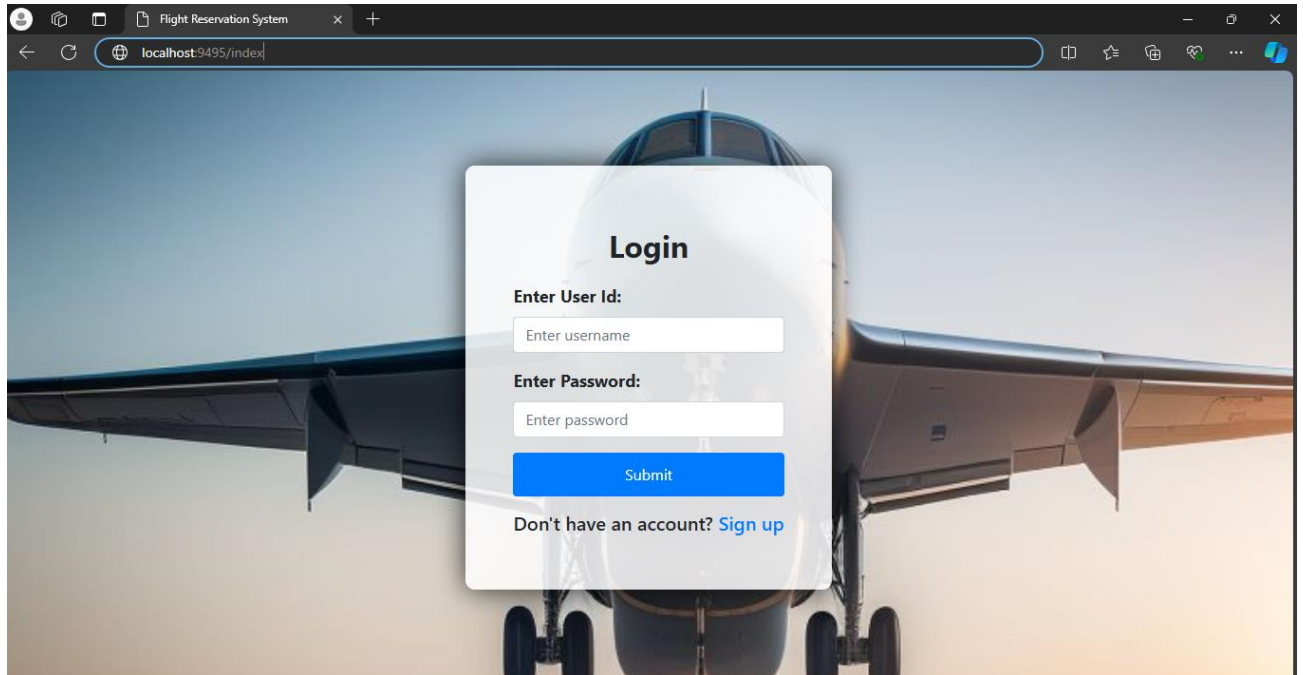 Flight Reservation System
localhost:9495/index
Login
Enter User Id:
Enter username
Enter Password:
Enter password
Submit
Don't have an account? Sign up